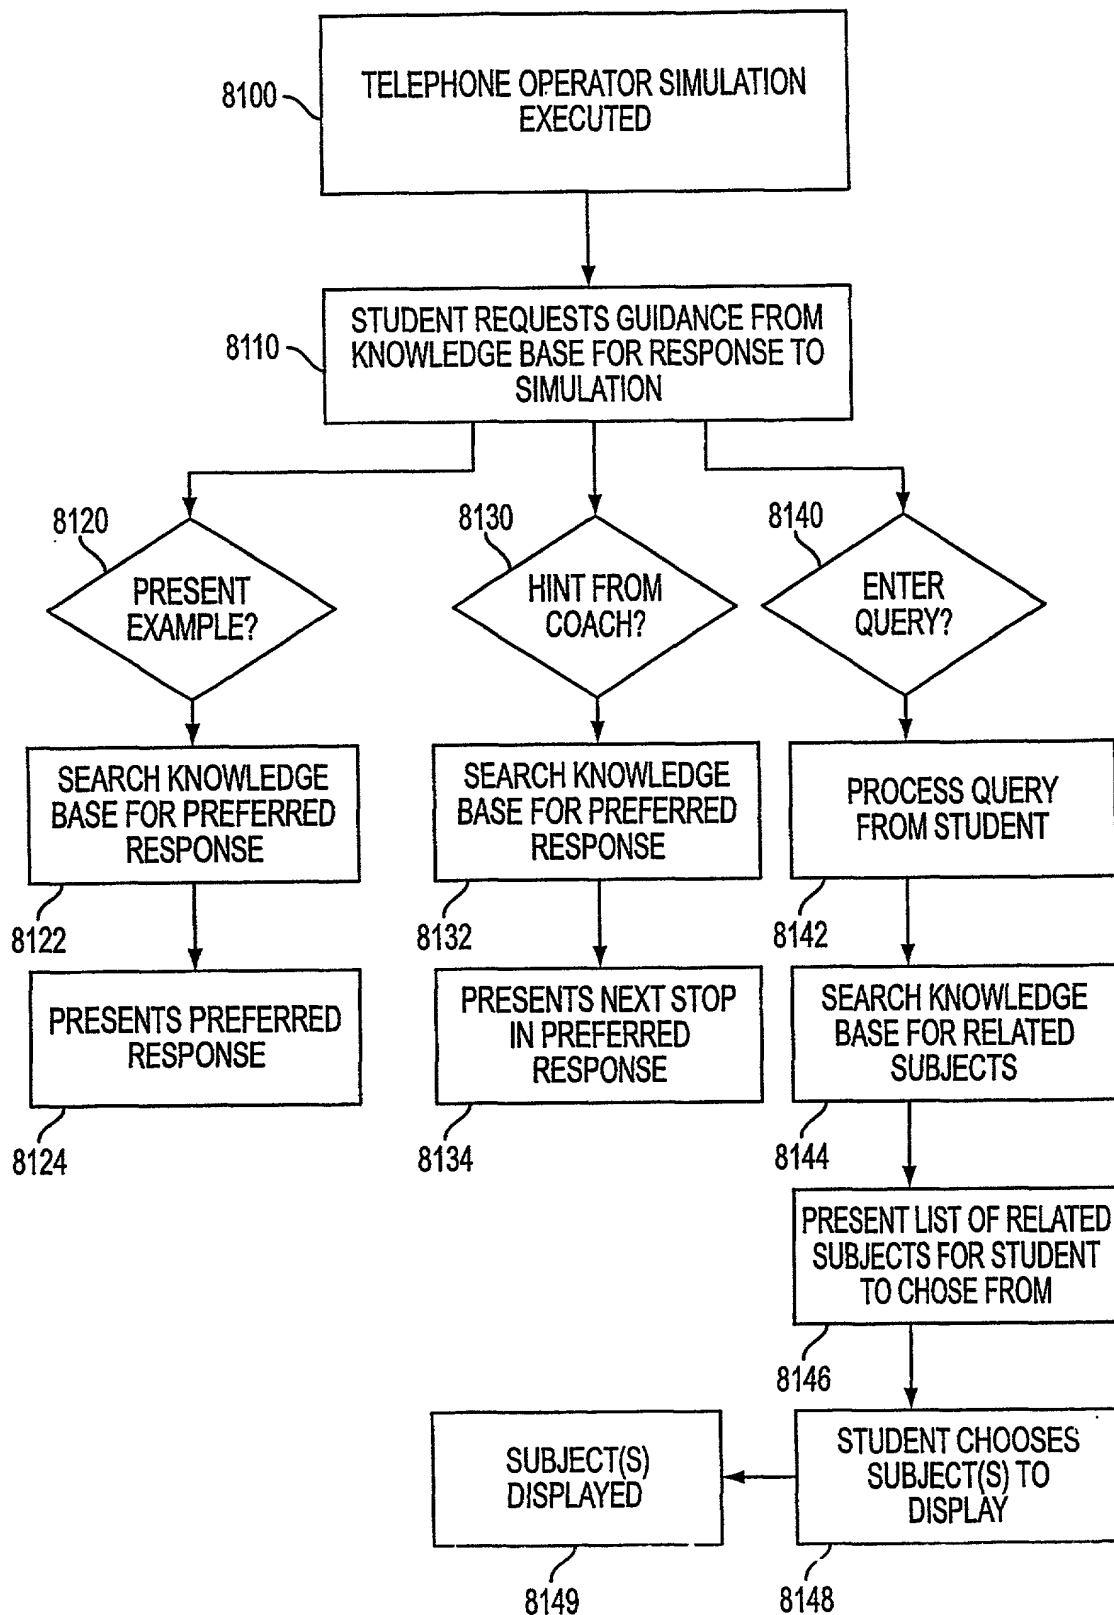 TELEPHONE OPERATOR SIMULATION
EXECUTED
8100
STUDENT REQUESTS GUIDANCE FROM
KNOWLEDGE BASE FOR RESPONSE TO
SIMULATION
8110
8120
PRESENT
EXAMPLE?
8130
HINT FROM
COACH?
8140
ENTER
QUERY?
SEARCH KNOWLEDGE
BASE FOR PREFERRED
RESPONSE
8122
SEARCH KNOWLEDGE
BASE FOR PREFERRED
RESPONSE
8132
PROCESS QUERY
FROM STUDENT
8142
PRESENTS PREFERRED
RESPONSE
8124
PRESENTS NEXT STOP
IN PREFERRED
RESPONSE
8134
SEARCH KNOWLEDGE
BASE FOR RELATED
SUBJECTS
8144
PRESENT LIST OF RELATED
SUBJECTS FOR STUDENT
TO CHOSE FROM
8146
STUDENT CHOOSES
SUBJECT(S) TO
DISPLAY
8148
SUBJECT(S)
DISPLAYED
8149